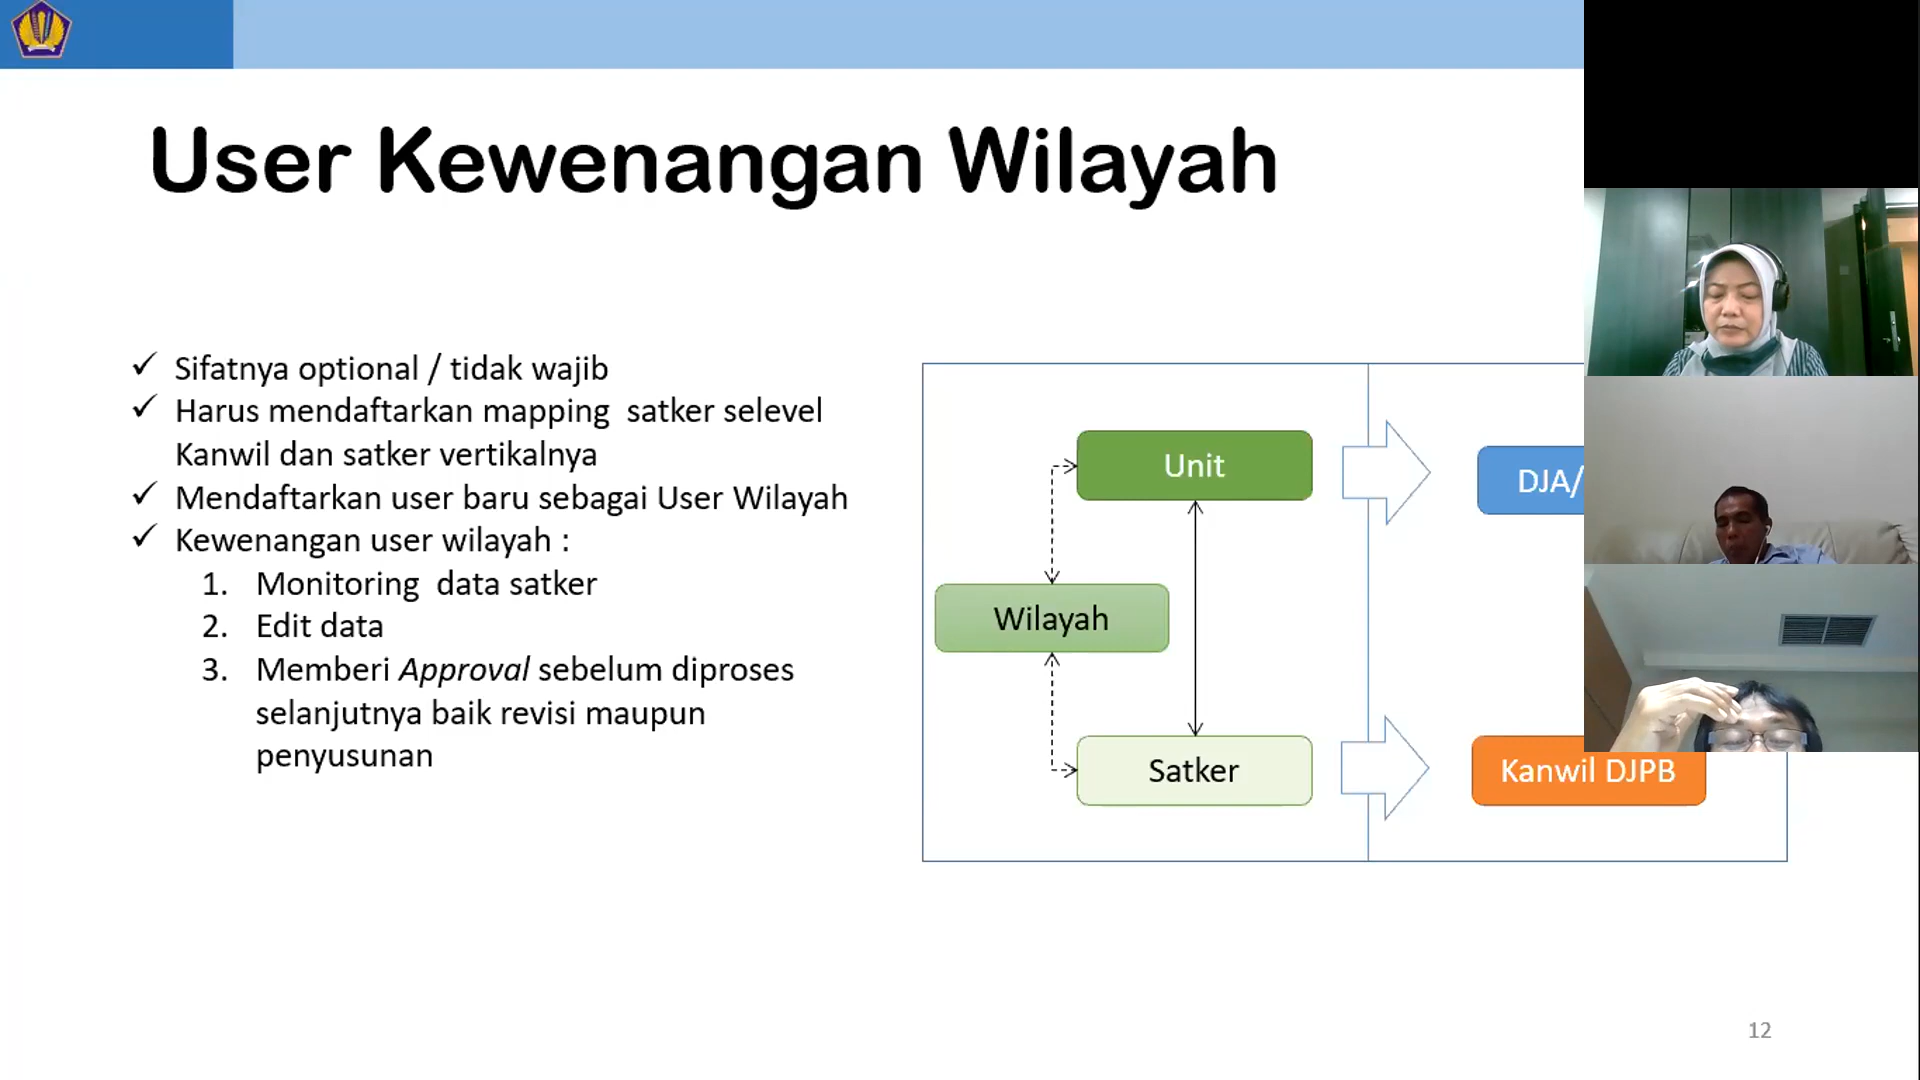 User Kewenangan Wilayah
✓ Sifatnya optional / tidak wajib
✓ Harus mendaftarkan mapping satker selevel
Kanwil dan satker vertikalnya
✓ Mendaftarkan user baru sebagai User Wilayah
✓ Kewenangan user wilayah :
1. Monitoring data satker
2. Edit data
3. Memberi Approval sebelum diproses
selanjutnya baik revisi maupun
penyusunan
Unit
DJA/
Wilayah
Satker
Kanwil DJPB
12